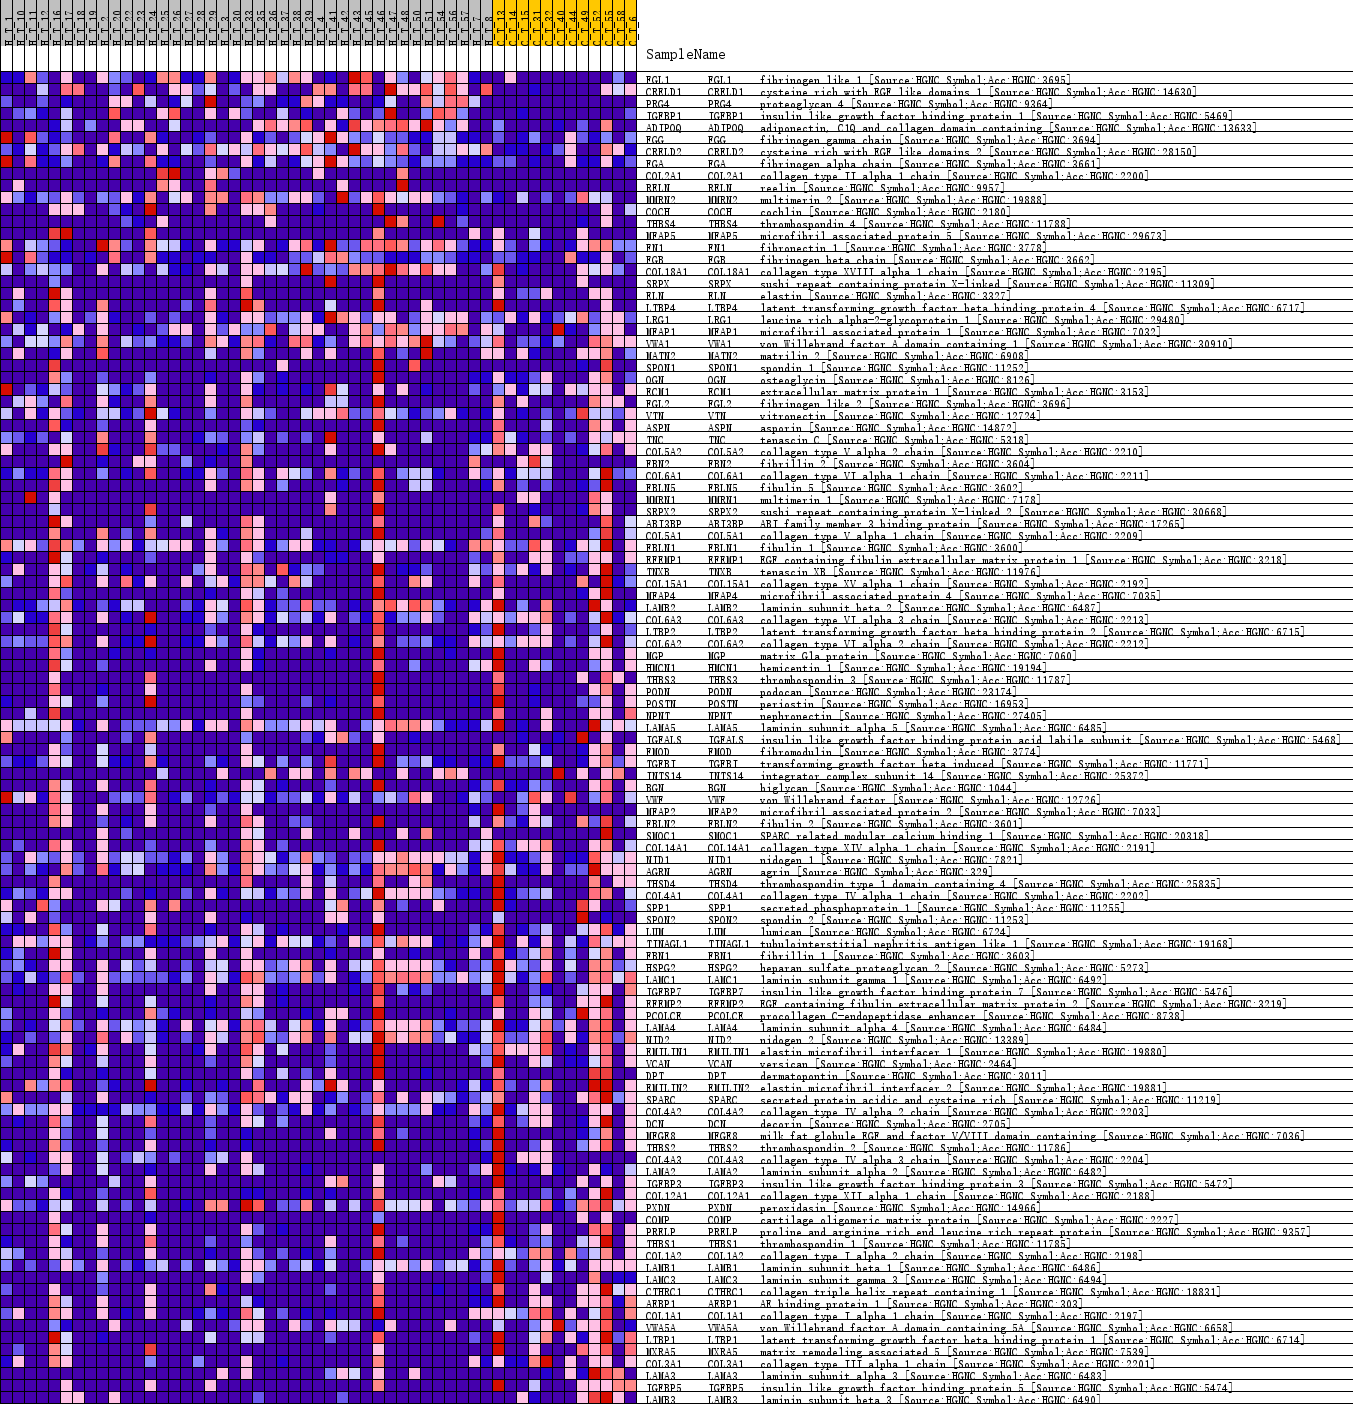 SampleName
FGL1 FGL1 fibrinogen like 1 [Source:HGNC Symbol;Acc:HGNC:3695]
CRELD1 CRELD1 cysteine rich with EGF like domains 1 [Source:HGNC Symbol;Acc:HGNC:14630]
PRG4 PRG4 proteoglycan 4 [Source:HGNC Symbol;Acc:HGNC:9364]
IGFBP1 IGFBP1 insulin like growth factor binding protein 1 [Source:HGNC Symbol;Acc:HGNC:5469]
ADIPOQ ADIPOQ adiponectin, C1Q and collagen domain containing [Source:HGNC Symbol;Acc:HGNC:13633]
FGG FGG fibrinogen gamma chain [Source:HGNC Symbol;Acc:HGNC:3694]
CRELD2 CRELD2 cysteine rich with EGF like domains 2 [Source:HGNC Symbol;Acc:HGNC:28150]
FGA FGA fibrinogen alpha chain [Source:HGNC Symbol;Acc:HGNC:3661]
COL2A1 COL2A1 collagen type II alpha 1 chain [Source:HGNC Symbol;Acc:HGNC:2200]
RELN RELN reelin [Source:HGNC Symbol;Acc:HGNC:9957]
MMRN2 MMRN2 multimerin 2 [Source:HGNC Symbol;Acc:HGNC:19888]
COCH COCH cochlin [Source:HGNC Symbol;Acc:HGNC:2180]
THBS4 THBS4 thrombospondin 4 [Source:HGNC Symbol;Acc:HGNC:11788]
MFAP5 MFAP5 microfibril associated protein 5 [Source:HGNC Symbol;Acc:HGNC:29673]
FN1 FN1 fibronectin 1 [Source:HGNC Symbol;Acc:HGNC:3778]
FGB FGB fibrinogen beta chain [Source:HGNC Symbol;Acc:HGNC:3662]
COL18A1 COL18A1 collagen type XVIII alpha 1 chain [Source:HGNC Symbol;Acc:HGNC:2195]
SRPX SRPX sushi repeat containing protein X-linked [Source:HGNC Symbol;Acc:HGNC:11309]
ELN ELN elastin [Source:HGNC Symbol;Acc:HGNC:3327]
LTBP4 LTBP4 latent transforming growth factor beta binding protein 4 [Source:HGNC Symbol;Acc:HGNC:6717]
LRG1 LRG1 leucine rich alpha-2-glycoprotein 1 [Source:HGNC Symbol;Acc:HGNC:29480]
MFAP1 MFAP1 microfibril associated protein 1 [Source:HGNC Symbol;Acc:HGNC:7032]
VWA1 VWA1 von Willebrand factor A domain containing 1 [Source:HGNC Symbol;Acc:HGNC:30910]
MATN2 MATN2 matrilin 2 [Source:HGNC Symbol;Acc:HGNC:6908]
SPON1 SPON1 spondin 1 [Source:HGNC Symbol;Acc:HGNC:11252]
OGN OGN osteoglycin [Source:HGNC Symbol;Acc:HGNC:8126]
ECM1 ECM1 extracellular matrix protein 1 [Source:HGNC Symbol;Acc:HGNC:3153]
FGL2 FGL2 fibrinogen like 2 [Source:HGNC Symbol;Acc:HGNC:3696]
VTN VTN vitronectin [Source:HGNC Symbol;Acc:HGNC:12724]
ASPN ASPN asporin [Source:HGNC Symbol;Acc:HGNC:14872]
TNC TNC tenascin C [Source:HGNC Symbol;Acc:HGNC:5318]
COL5A2 COL5A2 collagen type V alpha 2 chain [Source:HGNC Symbol;Acc:HGNC:2210]
FBN2 FBN2 fibrillin 2 [Source:HGNC Symbol;Acc:HGNC:3604]
COL6A1 COL6A1 collagen type VI alpha 1 chain [Source:HGNC Symbol;Acc:HGNC:2211]
FBLN5 FBLN5 fibulin 5 [Source:HGNC Symbol;Acc:HGNC:3602]
MMRN1 MMRN1 multimerin 1 [Source:HGNC Symbol;Acc:HGNC:7178]
SRPX2 SRPX2 sushi repeat containing protein X-linked 2 [Source:HGNC Symbol;Acc:HGNC:30668]
ABI3BP ABI3BP ABI family member 3 binding protein [Source:HGNC Symbol;Acc:HGNC:17265]
COL5A1 COL5A1 collagen type V alpha 1 chain [Source:HGNC Symbol;Acc:HGNC:2209]
FBLN1 FBLN1 fibulin 1 [Source:HGNC Symbol;Acc:HGNC:3600]
EFEMP1 EFEMP1 EGF containing fibulin extracellular matrix protein 1 [Source:HGNC Symbol;Acc:HGNC:3218]
TNXB TNXB tenascin XB [Source:HGNC Symbol;Acc:HGNC:11976]
COL15A1 COL15A1 collagen type XV alpha 1 chain [Source:HGNC Symbol;Acc:HGNC:2192]
MFAP4 MFAP4 microfibril associated protein 4 [Source:HGNC Symbol;Acc:HGNC:7035]
LAMB2 LAMB2 laminin subunit beta 2 [Source:HGNC Symbol;Acc:HGNC:6487]
COL6A3 COL6A3 collagen type VI alpha 3 chain [Source:HGNC Symbol;Acc:HGNC:2213]
LTBP2 LTBP2 latent transforming growth factor beta binding protein 2 [Source:HGNC Symbol;Acc:HGNC:6715]
COL6A2 COL6A2 collagen type VI alpha 2 chain [Source:HGNC Symbol;Acc:HGNC:2212]
MGP MGP matrix Gla protein [Source:HGNC Symbol;Acc:HGNC:7060]
HMCN1 HMCN1 hemicentin 1 [Source:HGNC Symbol;Acc:HGNC:19194]
THBS3 THBS3 thrombospondin 3 [Source:HGNC Symbol;Acc:HGNC:11787]
PODN PODN podocan [Source:HGNC Symbol;Acc:HGNC:23174]
POSTN POSTN periostin [Source:HGNC Symbol;Acc:HGNC:16953]
NPNT NPNT nephronectin [Source:HGNC Symbol;Acc:HGNC:27405]
LAMA5 LAMA5 laminin subunit alpha 5 [Source:HGNC Symbol;Acc:HGNC:6485]
IGFALS IGFALS insulin like growth factor binding protein acid labile subunit [Source:HGNC Symbol;Acc:HGNC:5468]
FMOD FMOD fibromodulin [Source:HGNC Symbol;Acc:HGNC:3774]
TGFBI TGFBI transforming growth factor beta induced [Source:HGNC Symbol;Acc:HGNC:11771]
INTS14 INTS14 integrator complex subunit 14 [Source:HGNC Symbol;Acc:HGNC:25372]
BGN BGN biglycan [Source:HGNC Symbol;Acc:HGNC:1044]
VWF VWF von Willebrand factor [Source:HGNC Symbol;Acc:HGNC:12726]
MFAP2 MFAP2 microfibril associated protein 2 [Source:HGNC Symbol;Acc:HGNC:7033]
FBLN2 FBLN2 fibulin 2 [Source:HGNC Symbol;Acc:HGNC:3601]
SMOC1 SMOC1 SPARC related modular calcium binding 1 [Source:HGNC Symbol;Acc:HGNC:20318]
COL14A1 COL14A1 collagen type XIV alpha 1 chain [Source:HGNC Symbol;Acc:HGNC:2191]
NID1 NID1 nidogen 1 [Source:HGNC Symbol;Acc:HGNC:7821]
AGRN AGRN agrin [Source:HGNC Symbol;Acc:HGNC:329]
THSD4 THSD4 thrombospondin type 1 domain containing 4 [Source:HGNC Symbol;Acc:HGNC:25835]
COL4A1 COL4A1 collagen type IV alpha 1 chain [Source:HGNC Symbol;Acc:HGNC:2202]
SPP1 SPP1 secreted phosphoprotein 1 [Source:HGNC Symbol;Acc:HGNC:11255]
SPON2 SPON2 spondin 2 [Source:HGNC Symbol;Acc:HGNC:11253]
LUM LUM lumican [Source:HGNC Symbol;Acc:HGNC:6724]
TINAGL1 TINAGL1 tubulointerstitial nephritis antigen like 1 [Source:HGNC Symbol;Acc:HGNC:19168]
FBN1 FBN1 fibrillin 1 [Source:HGNC Symbol;Acc:HGNC:3603]
HSPG2 HSPG2 heparan sulfate proteoglycan 2 [Source:HGNC Symbol;Acc:HGNC:5273]
LAMC1 LAMC1 laminin subunit gamma 1 [Source:HGNC Symbol;Acc:HGNC:6492]
IGFBP7 IGFBP7 insulin like growth factor binding protein 7 [Source:HGNC Symbol;Acc:HGNC:5476]
EFEMP2 EFEMP2 EGF containing fibulin extracellular matrix protein 2 [Source:HGNC Symbol;Acc:HGNC:3219]
PCOLCE PCOLCE procollagen C-endopeptidase enhancer [Source:HGNC Symbol;Acc:HGNC:8738]
LAMA4 LAMA4 laminin subunit alpha 4 [Source:HGNC Symbol;Acc:HGNC:6484]
NID2 NID2 nidogen 2 [Source:HGNC Symbol;Acc:HGNC:13389]
EMILIN1 EMILIN1 elastin microfibril interfacer 1 [Source:HGNC Symbol;Acc:HGNC:19880]
VCAN VCAN versican [Source:HGNC Symbol;Acc:HGNC:2464]
DPT DPT dermatopontin [Source:HGNC Symbol;Acc:HGNC:3011]
EMILIN2 EMILIN2 elastin microfibril interfacer 2 [Source:HGNC Symbol;Acc:HGNC:19881]
SPARC SPARC secreted protein acidic and cysteine rich [Source:HGNC Symbol;Acc:HGNC:11219]
COL4A2 COL4A2 collagen type IV alpha 2 chain [Source:HGNC Symbol;Acc:HGNC:2203]
DCN DCN decorin [Source:HGNC Symbol;Acc:HGNC:2705]
MFGE8 MFGE8 milk fat globule EGF and factor V/VIII domain containing [Source:HGNC Symbol;Acc:HGNC:7036]
THBS2 THBS2 thrombospondin 2 [Source:HGNC Symbol;Acc:HGNC:11786]
COL4A3 COL4A3 collagen type IV alpha 3 chain [Source:HGNC Symbol;Acc:HGNC:2204]
LAMA2 LAMA2 laminin subunit alpha 2 [Source:HGNC Symbol;Acc:HGNC:6482]
IGFBP3 IGFBP3 insulin like growth factor binding protein 3 [Source:HGNC Symbol;Acc:HGNC:5472]
COL12A1 COL12A1 collagen type XII alpha 1 chain [Source:HGNC Symbol;Acc:HGNC:2188]
PXDN PXDN peroxidasin [Source:HGNC Symbol;Acc:HGNC:14966]
COMP COMP cartilage oligomeric matrix protein [Source:HGNC Symbol;Acc:HGNC:2227]
PRELP PRELP proline and arginine rich end leucine rich repeat protein [Source:HGNC Symbol;Acc:HGNC:9357]
THBS1 THBS1 thrombospondin 1 [Source:HGNC Symbol;Acc:HGNC:11785]
COL1A2 COL1A2 collagen type I alpha 2 chain [Source:HGNC Symbol;Acc:HGNC:2198]
LAMB1 LAMB1 laminin subunit beta 1 [Source:HGNC Symbol;Acc:HGNC:6486]
LAMC3 LAMC3 laminin subunit gamma 3 [Source:HGNC Symbol;Acc:HGNC:6494]
CTHRC1 CTHRC1 collagen triple helix repeat containing 1 [Source:HGNC Symbol;Acc:HGNC:18831]
AEBP1 AEBP1 AE binding protein 1 [Source:HGNC Symbol;Acc:HGNC:303]
COL1A1 COL1A1 collagen type I alpha 1 chain [Source:HGNC Symbol;Acc:HGNC:2197]
VWA5A VWA5A von Willebrand factor A domain containing 5A [Source:HGNC Symbol;Acc:HGNC:6658]
LTBP1 LTBP1 latent transforming growth factor beta binding protein 1 [Source:HGNC Symbol;Acc:HGNC:6714]
MXRA5 MXRA5 matrix remodeling associated 5 [Source:HGNC Symbol;Acc:HGNC:7539]
COL3A1 COL3A1 collagen type III alpha 1 chain [Source:HGNC Symbol;Acc:HGNC:2201]
LAMA3 LAMA3 laminin subunit alpha 3 [Source:HGNC Symbol;Acc:HGNC:6483]
IGFBP5 IGFBP5 insulin like growth factor binding protein 5 [Source:HGNC Symbol;Acc:HGNC:5474]
LAMB3 LAMB3 laminin subunit beta 3 [Source:HGNC Symbol;Acc:HGNC:6490]